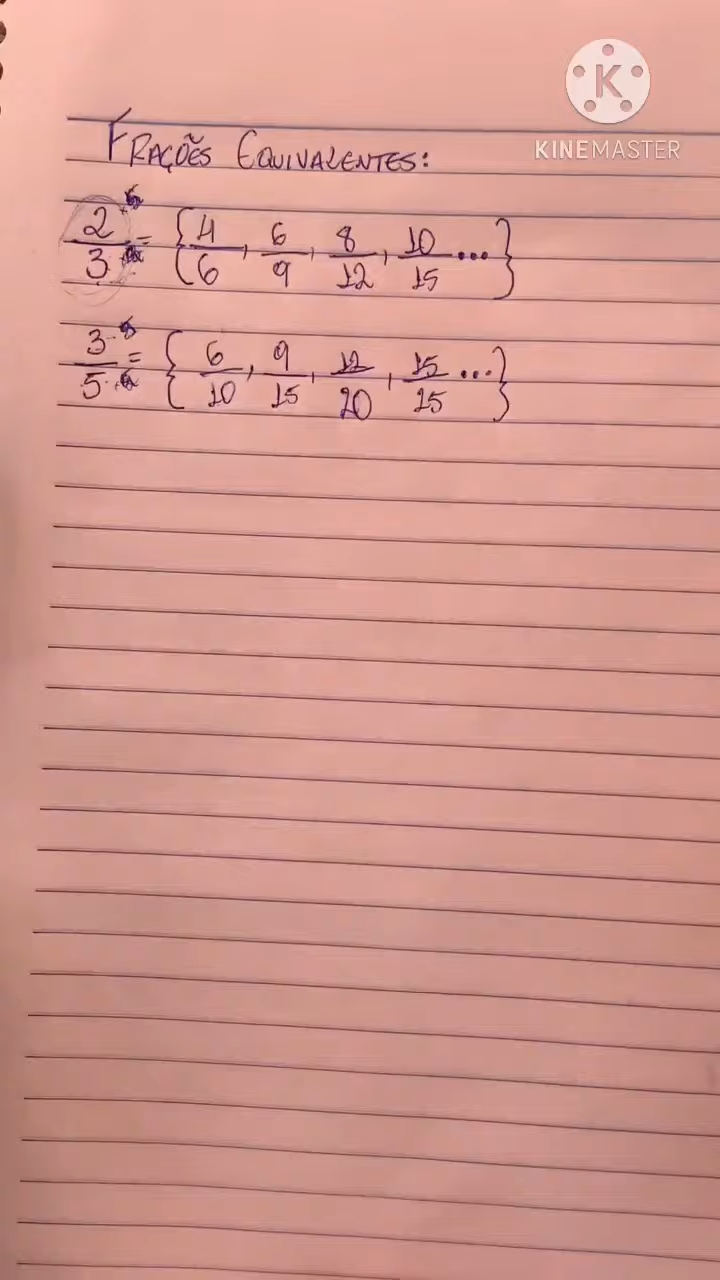 K
KINEMASTER
FRAÇÕES EQUIVALENTES:
2/3 = {4/6, 6/9, 8/12, 10/15 ...}
3/5 = {6/10, 9/15, 12/20, 15/25 ...}